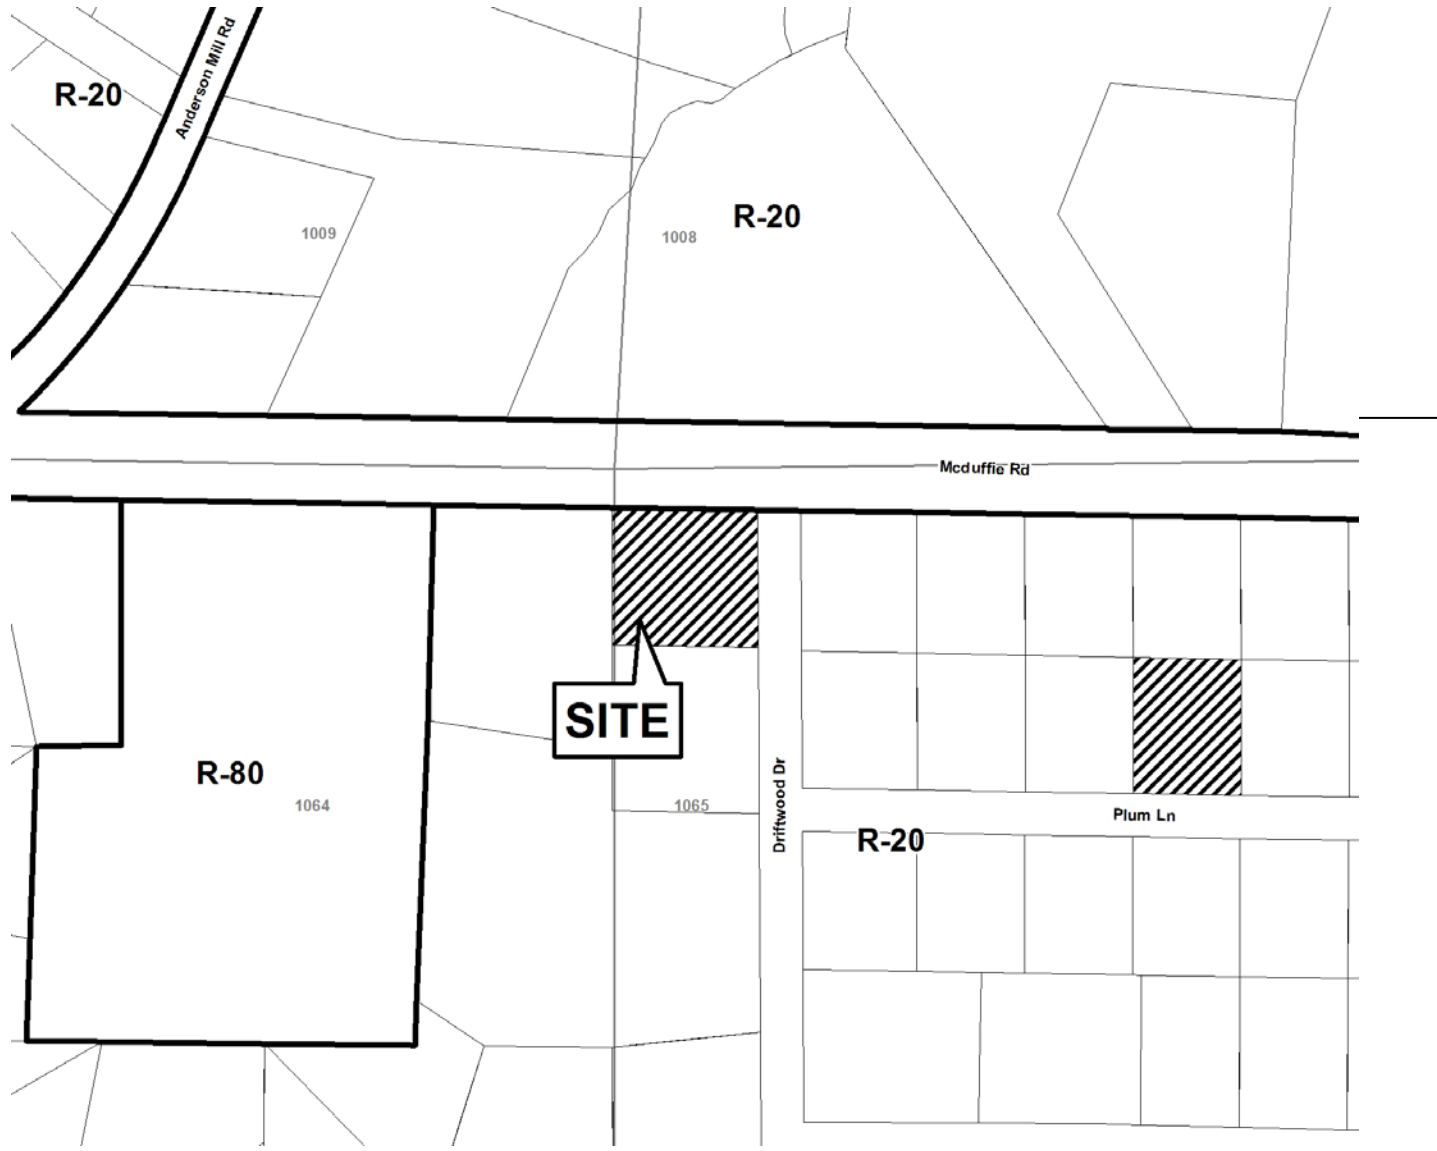 Anderson Mill Rd
R-20
R-20
1009
1008
Mcduffie Rd
SITE
R-80
1064
1065
Driftwood Dr
Plum Ln
R-20